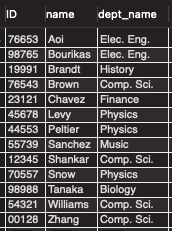 ID name dept_name
76653 Aoi Elec. Eng.
98765 Bourikas Elec. Eng.
19991 Brandt History
76543 Brown Comp. Sci.
23121 Chavez Finance
45678 Levy Physics
44553 Peltier Physics
55739 Sanchez Music
12345 Shankar Comp. Sci.
70557 Snow Physics
98988 Tanaka Biology
54321 Williams Comp. Sci.
00128 Zhang Comp. Sci.